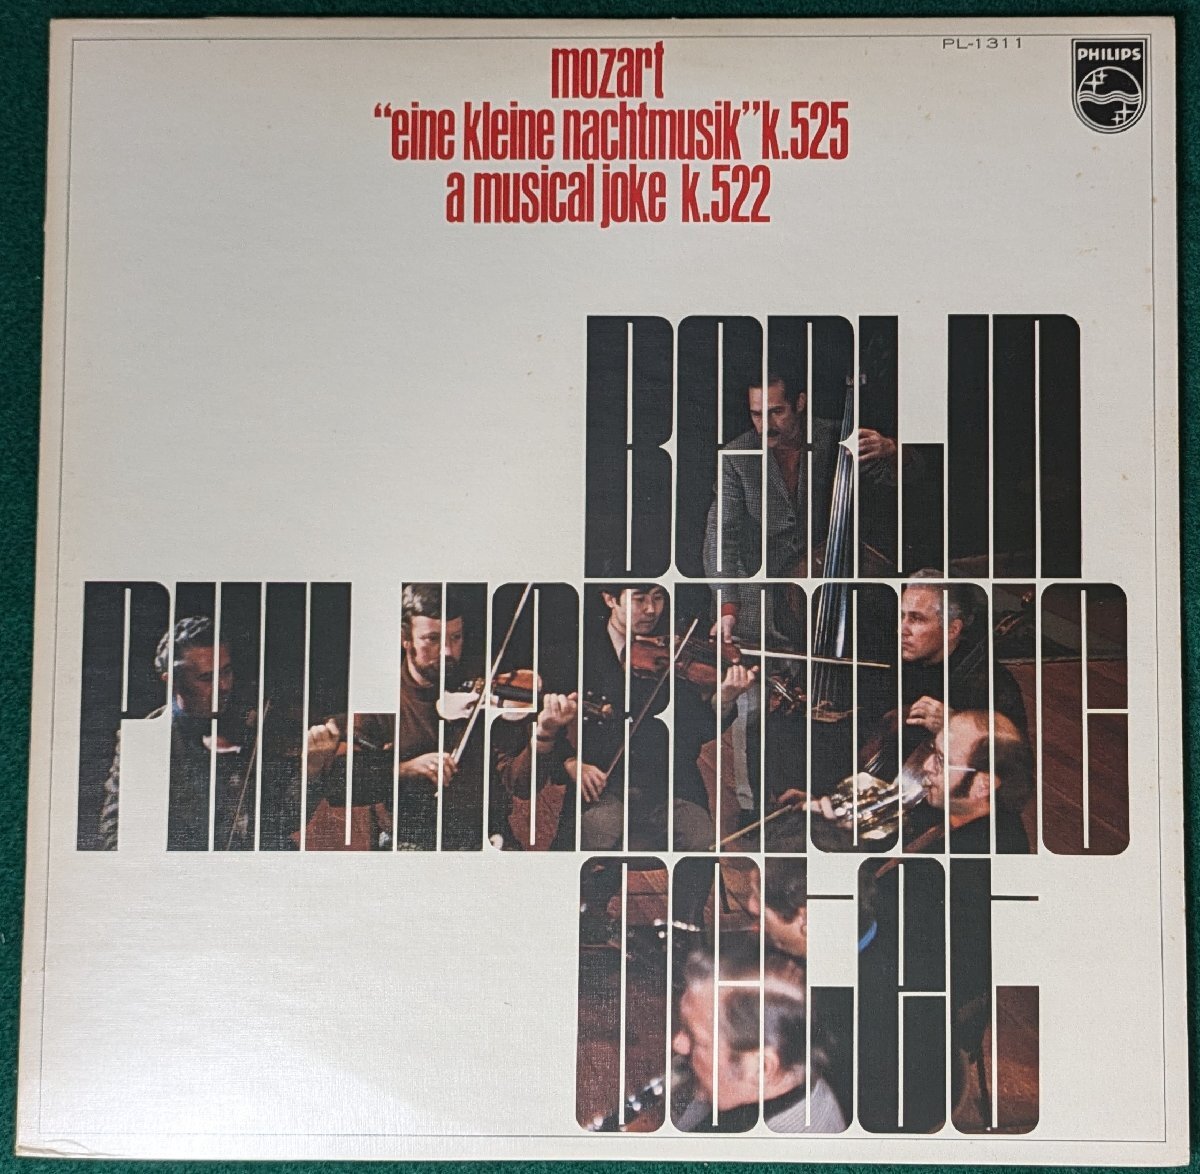 PL-1311
PHILIPS
mozart
“eine kleine nachtmusik” k.525
a musical joke k.522
BERLIN
PHILHARMONIC
OCTET